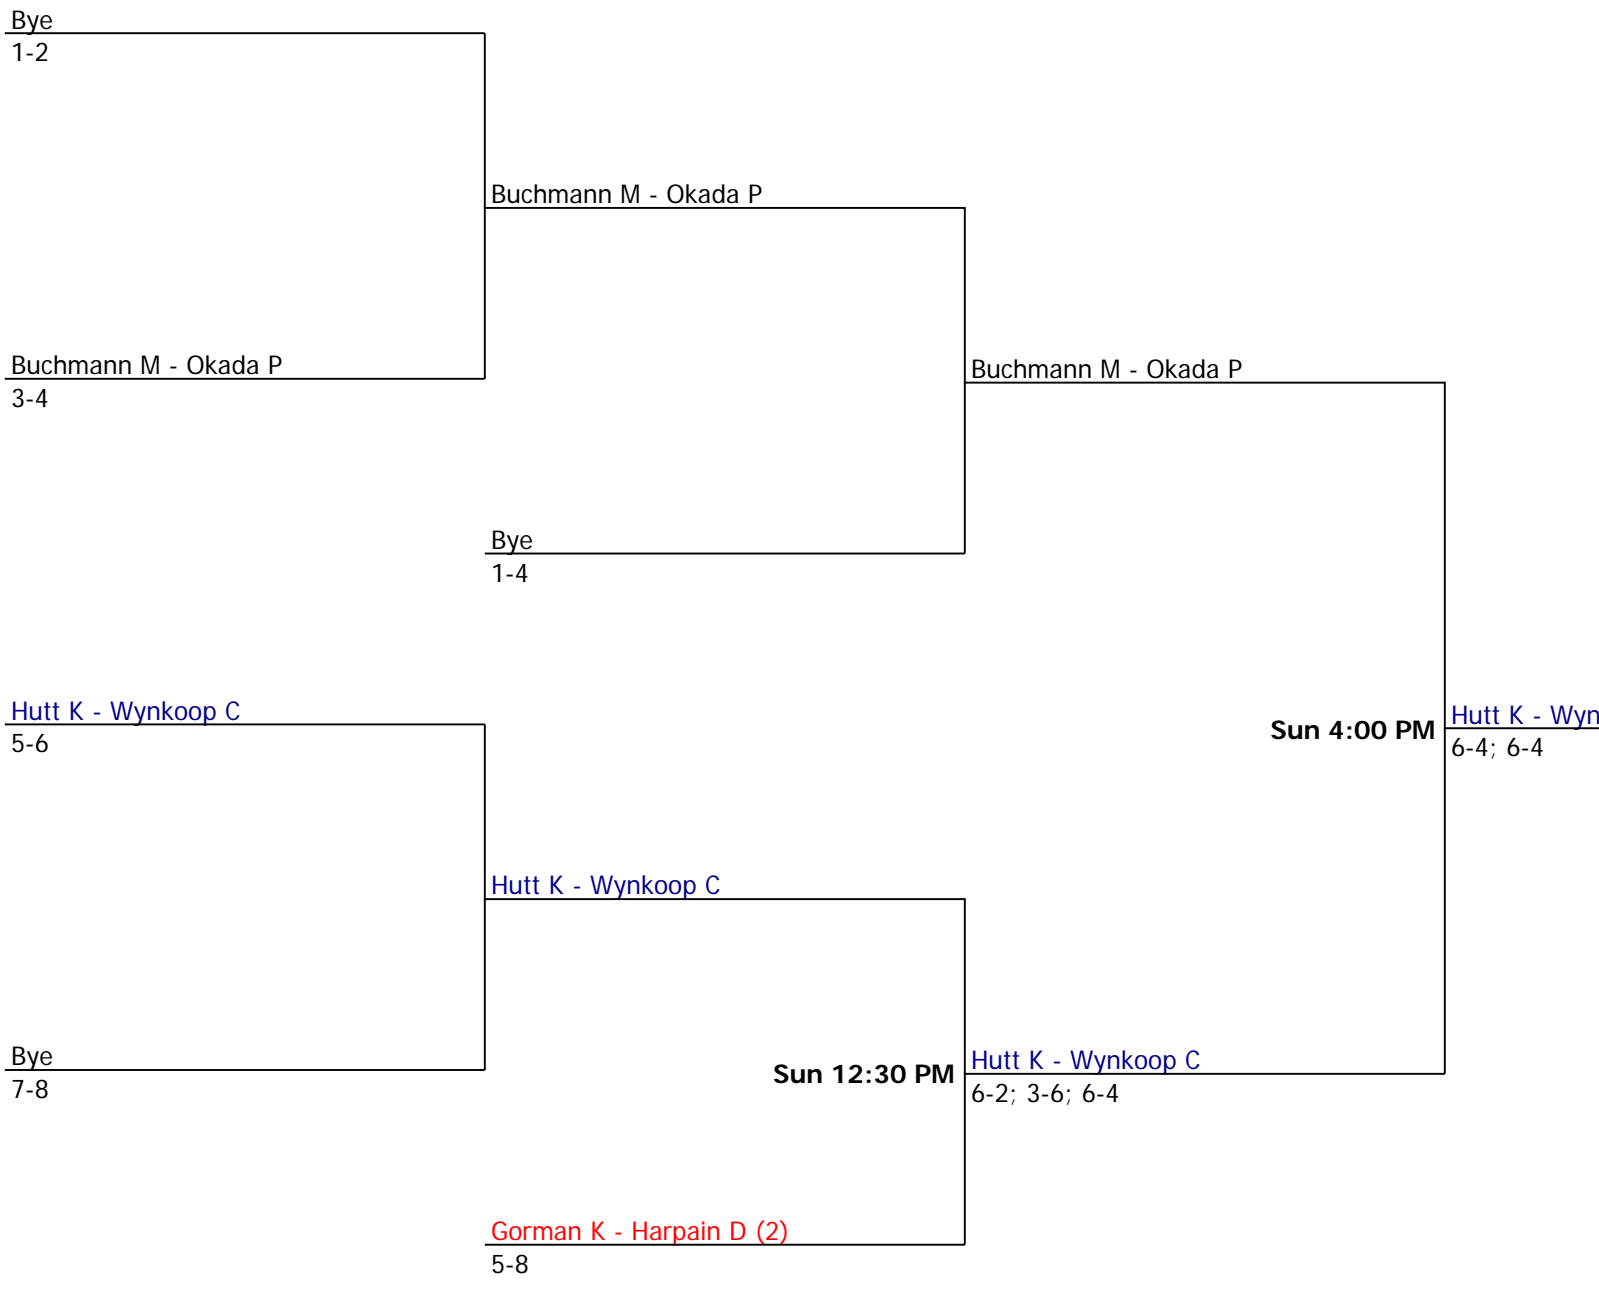 Bye
1-2
Buchmann M - Okada P
Buchmann M - Okada P
3-4
Buchmann M - Okada P
Bye
1-4
Hutt K - Wynkoop C
5-6
Sun 4:00 PM
Hutt K - Wyn
6-4; 6-4
Hutt K - Wynkoop C
Bye
7-8
Sun 12:30 PM
Hutt K - Wynkoop C
6-2; 3-6; 6-4
Gorman K - Harpain D (2)
5-8